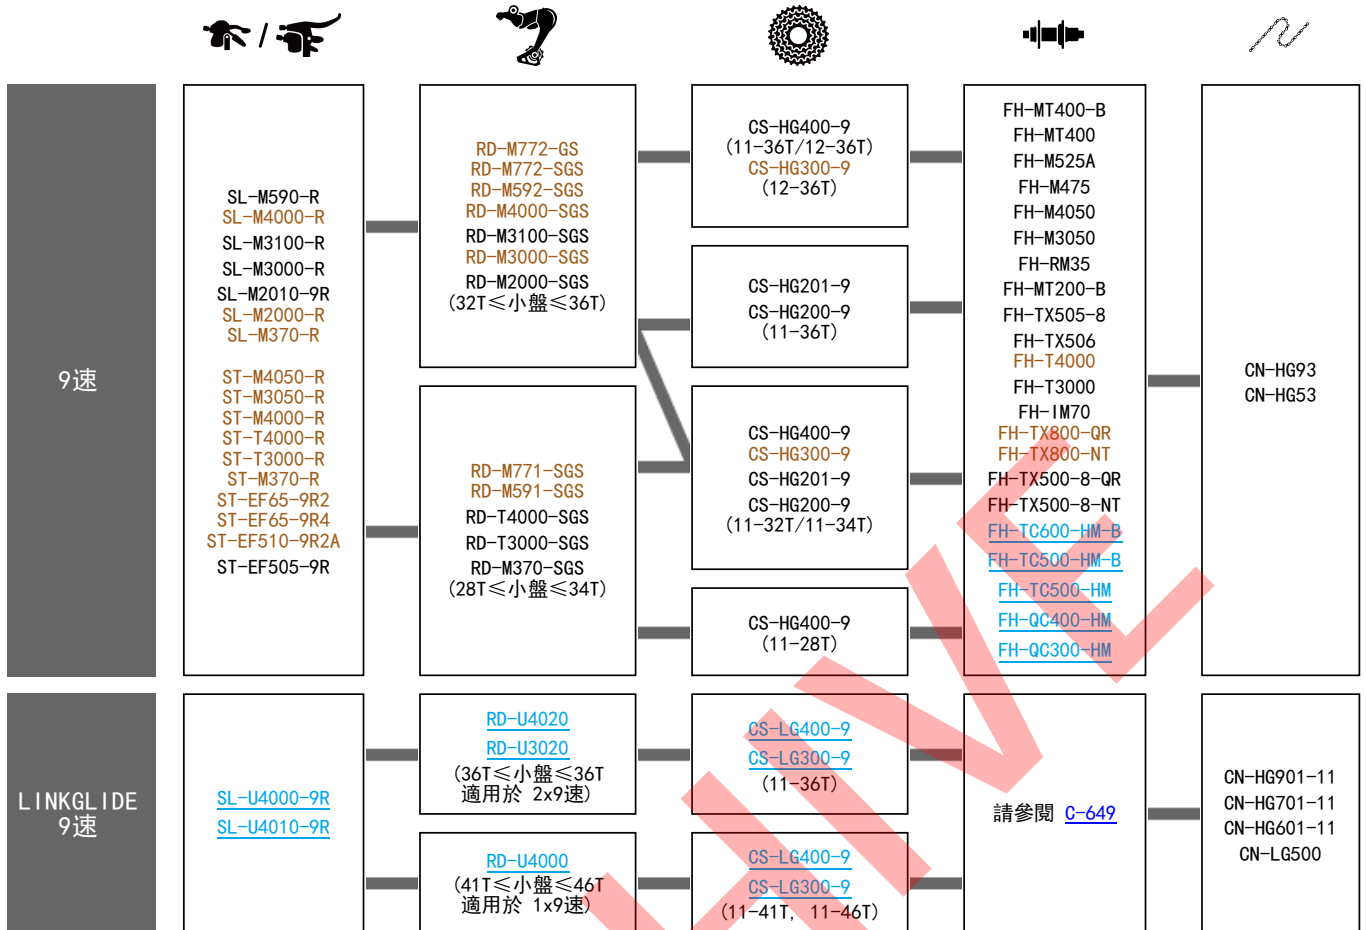 9速
SL-M590-R
SL-M4000-R
SL-M3100-R
SL-M3000-R
SL-M2010-9R
SL-M2000-R
SL-M370-R
ST-M4050-R
ST-M3050-R
ST-M4000-R
ST-T4000-R
ST-T3000-R
ST-M370-R
ST-EF65-9R2
ST-EF65-9R4
ST-EF510-9R2A
ST-EF505-9R
RD-M772-GS
RD-M772-SGS
RD-M592-SGS
RD-M4000-SGS
RD-M3100-SGS
RD-M3000-SGS
RD-M2000-SGS
(32T≤小盤≤36T)
RD-M771-SGS
RD-M591-SGS
RD-T4000-SGS
RD-T3000-SGS
RD-M370-SGS
(28T≤小盤≤34T)
CS-HG400-9
(11-36T/12-36T)
CS-HG300-9
(12-36T)
CS-HG201-9
CS-HG200-9
(11-36T)
CS-HG400-9
CS-HG300-9
CS-HG201-9
CS-HG200-9
(11-32T/11-34T)
CS-HG400-9
(11-28T)
FH-MT400-B
FH-MT400
FH-M525A
FH-M475
FH-M4050
FH-M3050
FH-RM35
FH-MT200-B
FH-TX505-8
FH-TX506
FH-T4000
FH-T3000
FH-IM70
FH-TX800-QR
FH-TX800-NT
FH-TX500-8-QR
FH-TX500-8-NT
FH-TC600-HM-B
FH-TC500-HM-B
FH-TC500-HM
FH-QC400-HM
FH-QC300-HM
CN-HG93
CN-HG53
LINKGLIDE
9速
SL-U4000-9R
SL-U4010-9R
RD-U4020
RD-U3020
(36T≤小盤≤36T
適用於 2x9速)
RD-U4000
(41T≤小盤≤46T
適用於 1x9速)
CS-LG400-9
CS-LG300-9
(11-36T)
CS-LG400-9
CS-LG300-9
(11-41T, 11-46T)
請參閱 C-649
CN-HG901-11
CN-HG701-11
CN-HG601-11
CN-LG500
HIVE